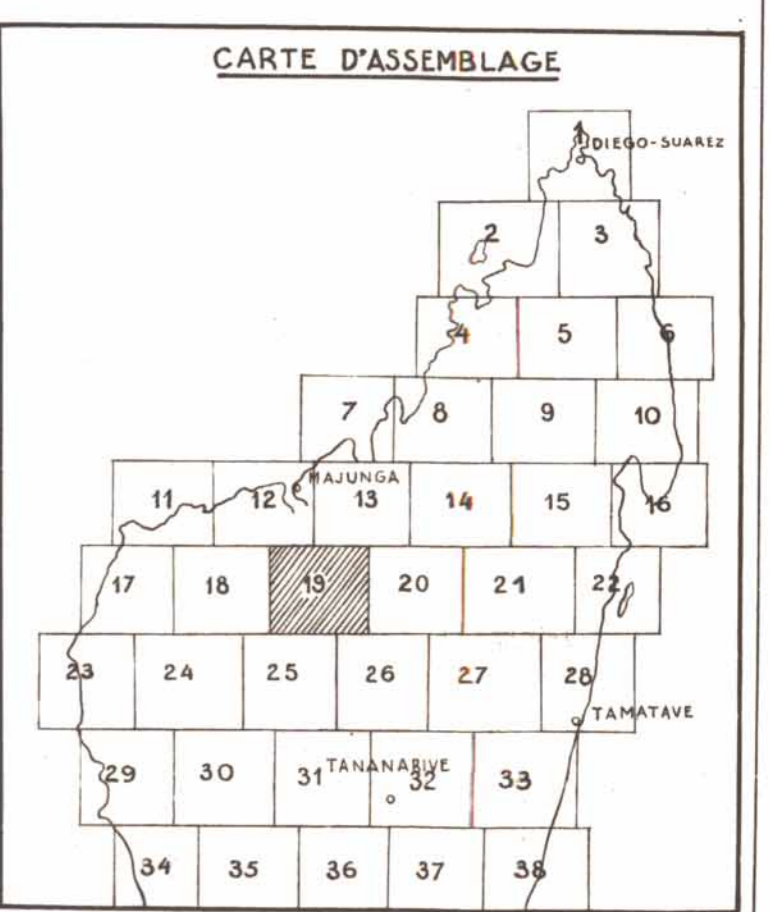 CARTE D'ASSEMBLAGE
1
DIEGO-SUAREZ
2 3
4 5 6
7 8 9 10
MAJUNGA
11 12 13 14 15 16
17 18 19 20 21 22
23 24 25 26 27 28
TAMATAVE
TANANARIVE
29 30 31 32 33
34 35 36 37 38